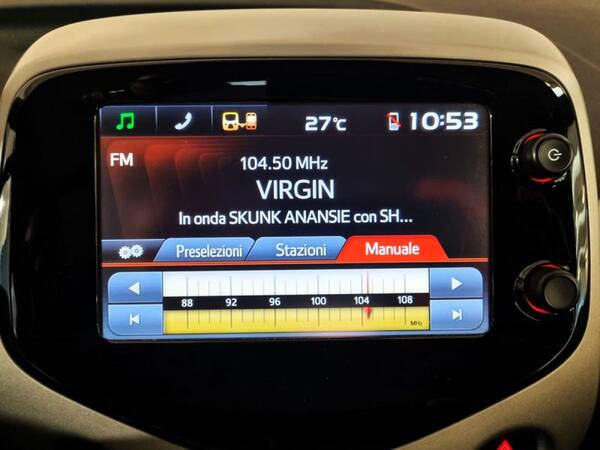 27°C 10:53
FM
104.50 MHz
VIRGIN
In onda SKUNK ANANSIE con SH...
Preselezioni Stazioni Manuale
88 92 96 100 104 108
MHz